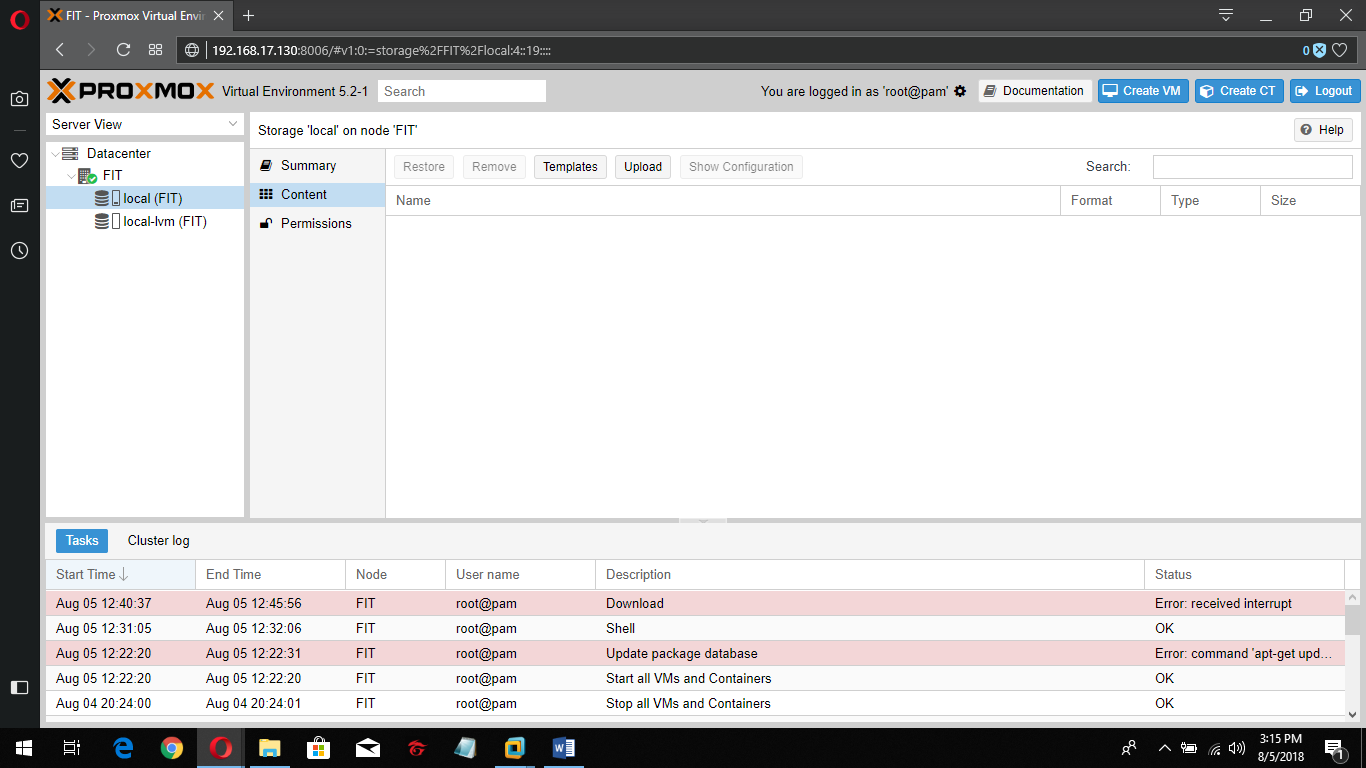 FIT - Proxmox Virtual Envir
192.168.17.130:8006/#v1:0:=storage%2FFIT%2Flocal:4::19::::
0
PROXMOX Virtual Environment 5.2-1 Search You are logged in as 'root@pam' Documentation Create VM Create CT Logout
Server View
Storage 'local' on node 'FIT' Help
Datacenter
FIT
local (FIT)
local-lvm (FIT)
Summary
Content
Permissions
Restore Remove Templates Upload Show Configuration Search:
Name Format Type Size
Tasks Cluster log
Start Time End Time Node User name Description Status
Aug 05 12:40:37 Aug 05 12:45:56 FIT root@pam Download Error: received interrupt
Aug 05 12:31:05 Aug 05 12:32:06 FIT root@pam Shell OK
Aug 05 12:22:20 Aug 05 12:22:31 FIT root@pam Update package database Error: command 'apt-get upd...
Aug 05 12:22:20 Aug 05 12:22:20 FIT root@pam Start all VMs and Containers OK
Aug 04 20:24:00 Aug 04 20:24:01 FIT root@pam Stop all VMs and Containers OK
3:15 PM
8/5/2018
1